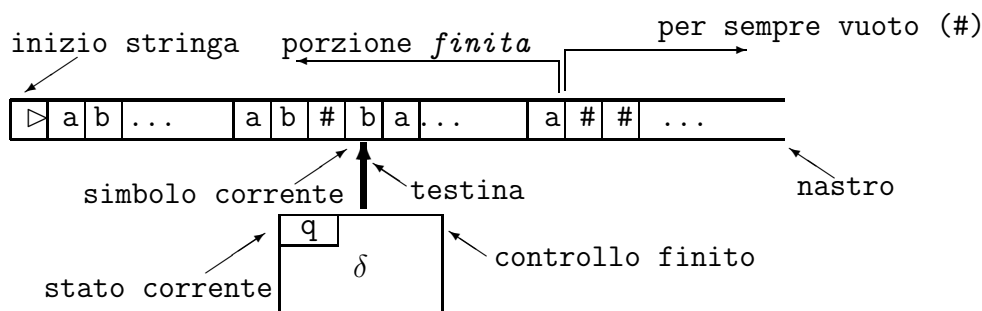 per sempre vuoto (#)
inizio stringa porzione finita
▷ a b ... a b # b a ... a # # ...
simbolo corrente testina nastro
q
δ controllo finito
stato corrente